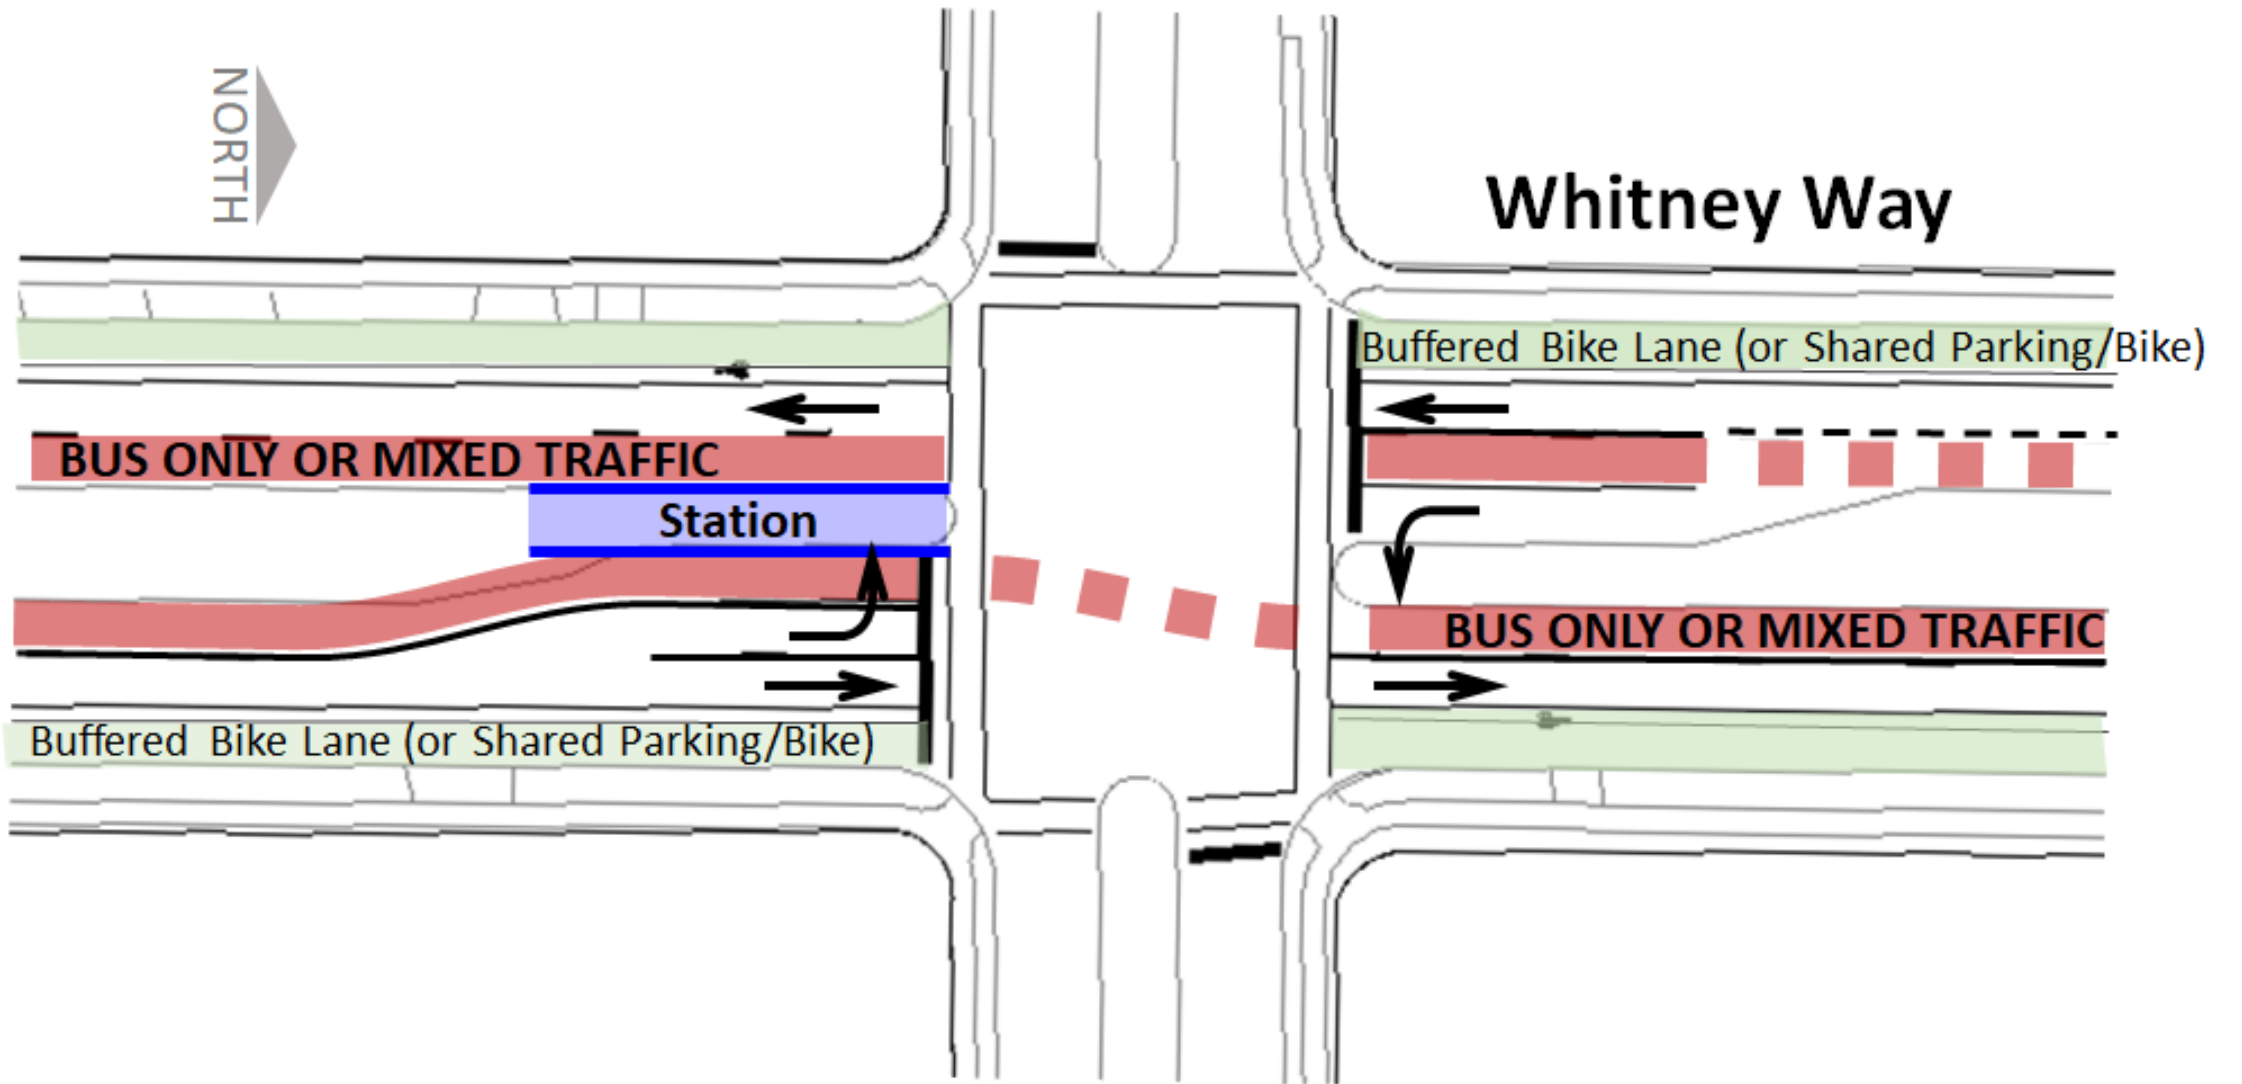 NORTH
Whitney Way
Buffered Bike Lane (or Shared Parking/Bike)
BUS ONLY OR MIXED TRAFFIC
Station
BUS ONLY OR MIXED TRAFFIC
Buffered Bike Lane (or Shared Parking/Bike)